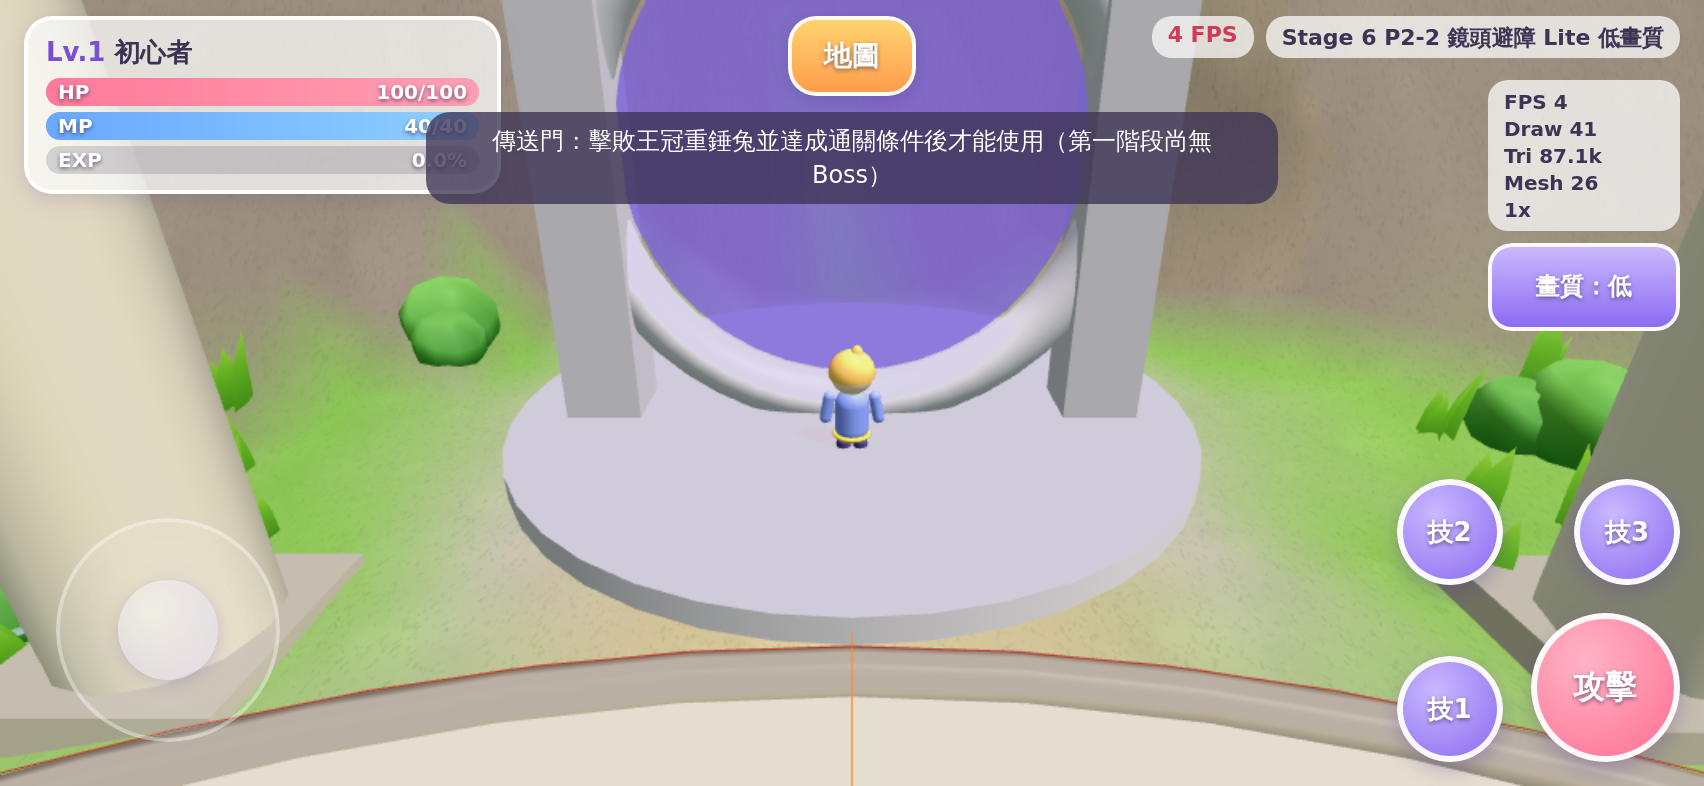 Lv.1 初心者
HP 100/100
MP 40/40
EXP 0.0%
地圖
4 FPS
Stage 6 P2-2 鏡頭避障 Lite 低畫質
傳送門：擊敗王冠重錘兔並達成通關條件後才能使用（第一階段尚無
Boss）
FPS 4
Draw 41
Tri 87.1k
Mesh 26
1x
畫質：低
技2
技3
技1
攻擊